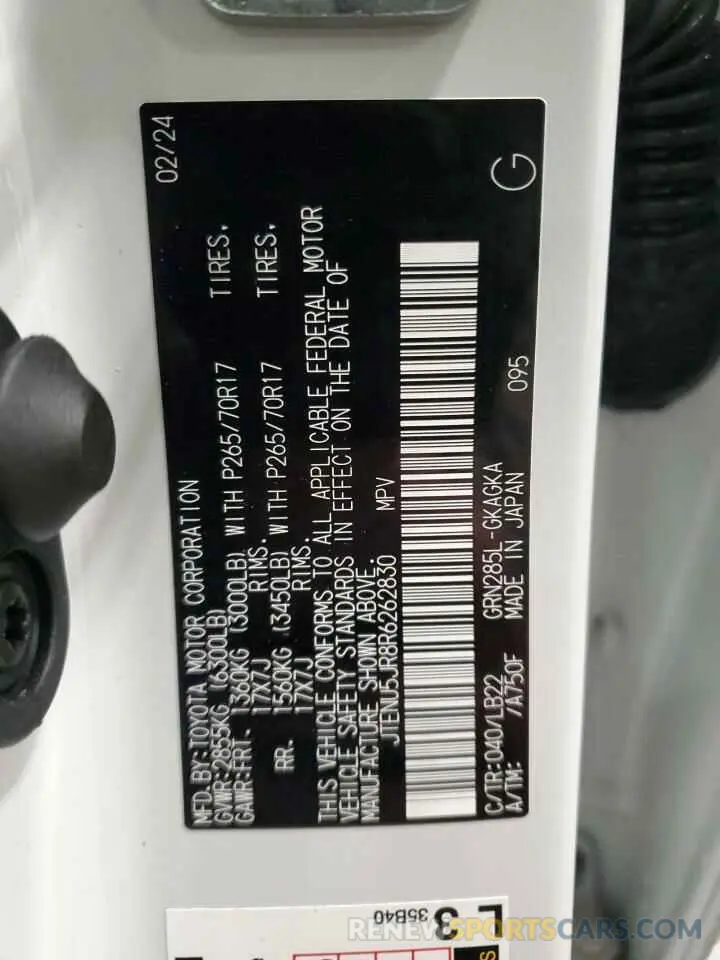 MFD. BY: TOYOTA MOTOR CORPORATION 02/24
GVWR: 2855KG (6300LB)
GAWR: FRT. 1360KG (3000LB) WITH P265/70R17 TIRES,
17X7J RIMS.
RR. 1560KG (3450LB) WITH P265/70R17 TIRES,
17X7J RIMS.
THIS VEHICLE CONFORMS TO ALL APPLICABLE FEDERAL MOTOR
VEHICLE SAFETY STANDARDS IN EFFECT ON THE DATE OF
MANUFACTURE SHOWN ABOVE.
JTENU5JR8R6262830 MPV
C/TR: 040/LB22 GRN285L-GKAGKA 095 G
A/TM: /A750F MADE IN JAPAN
35B40
RENEWSPORTSCARS.COM